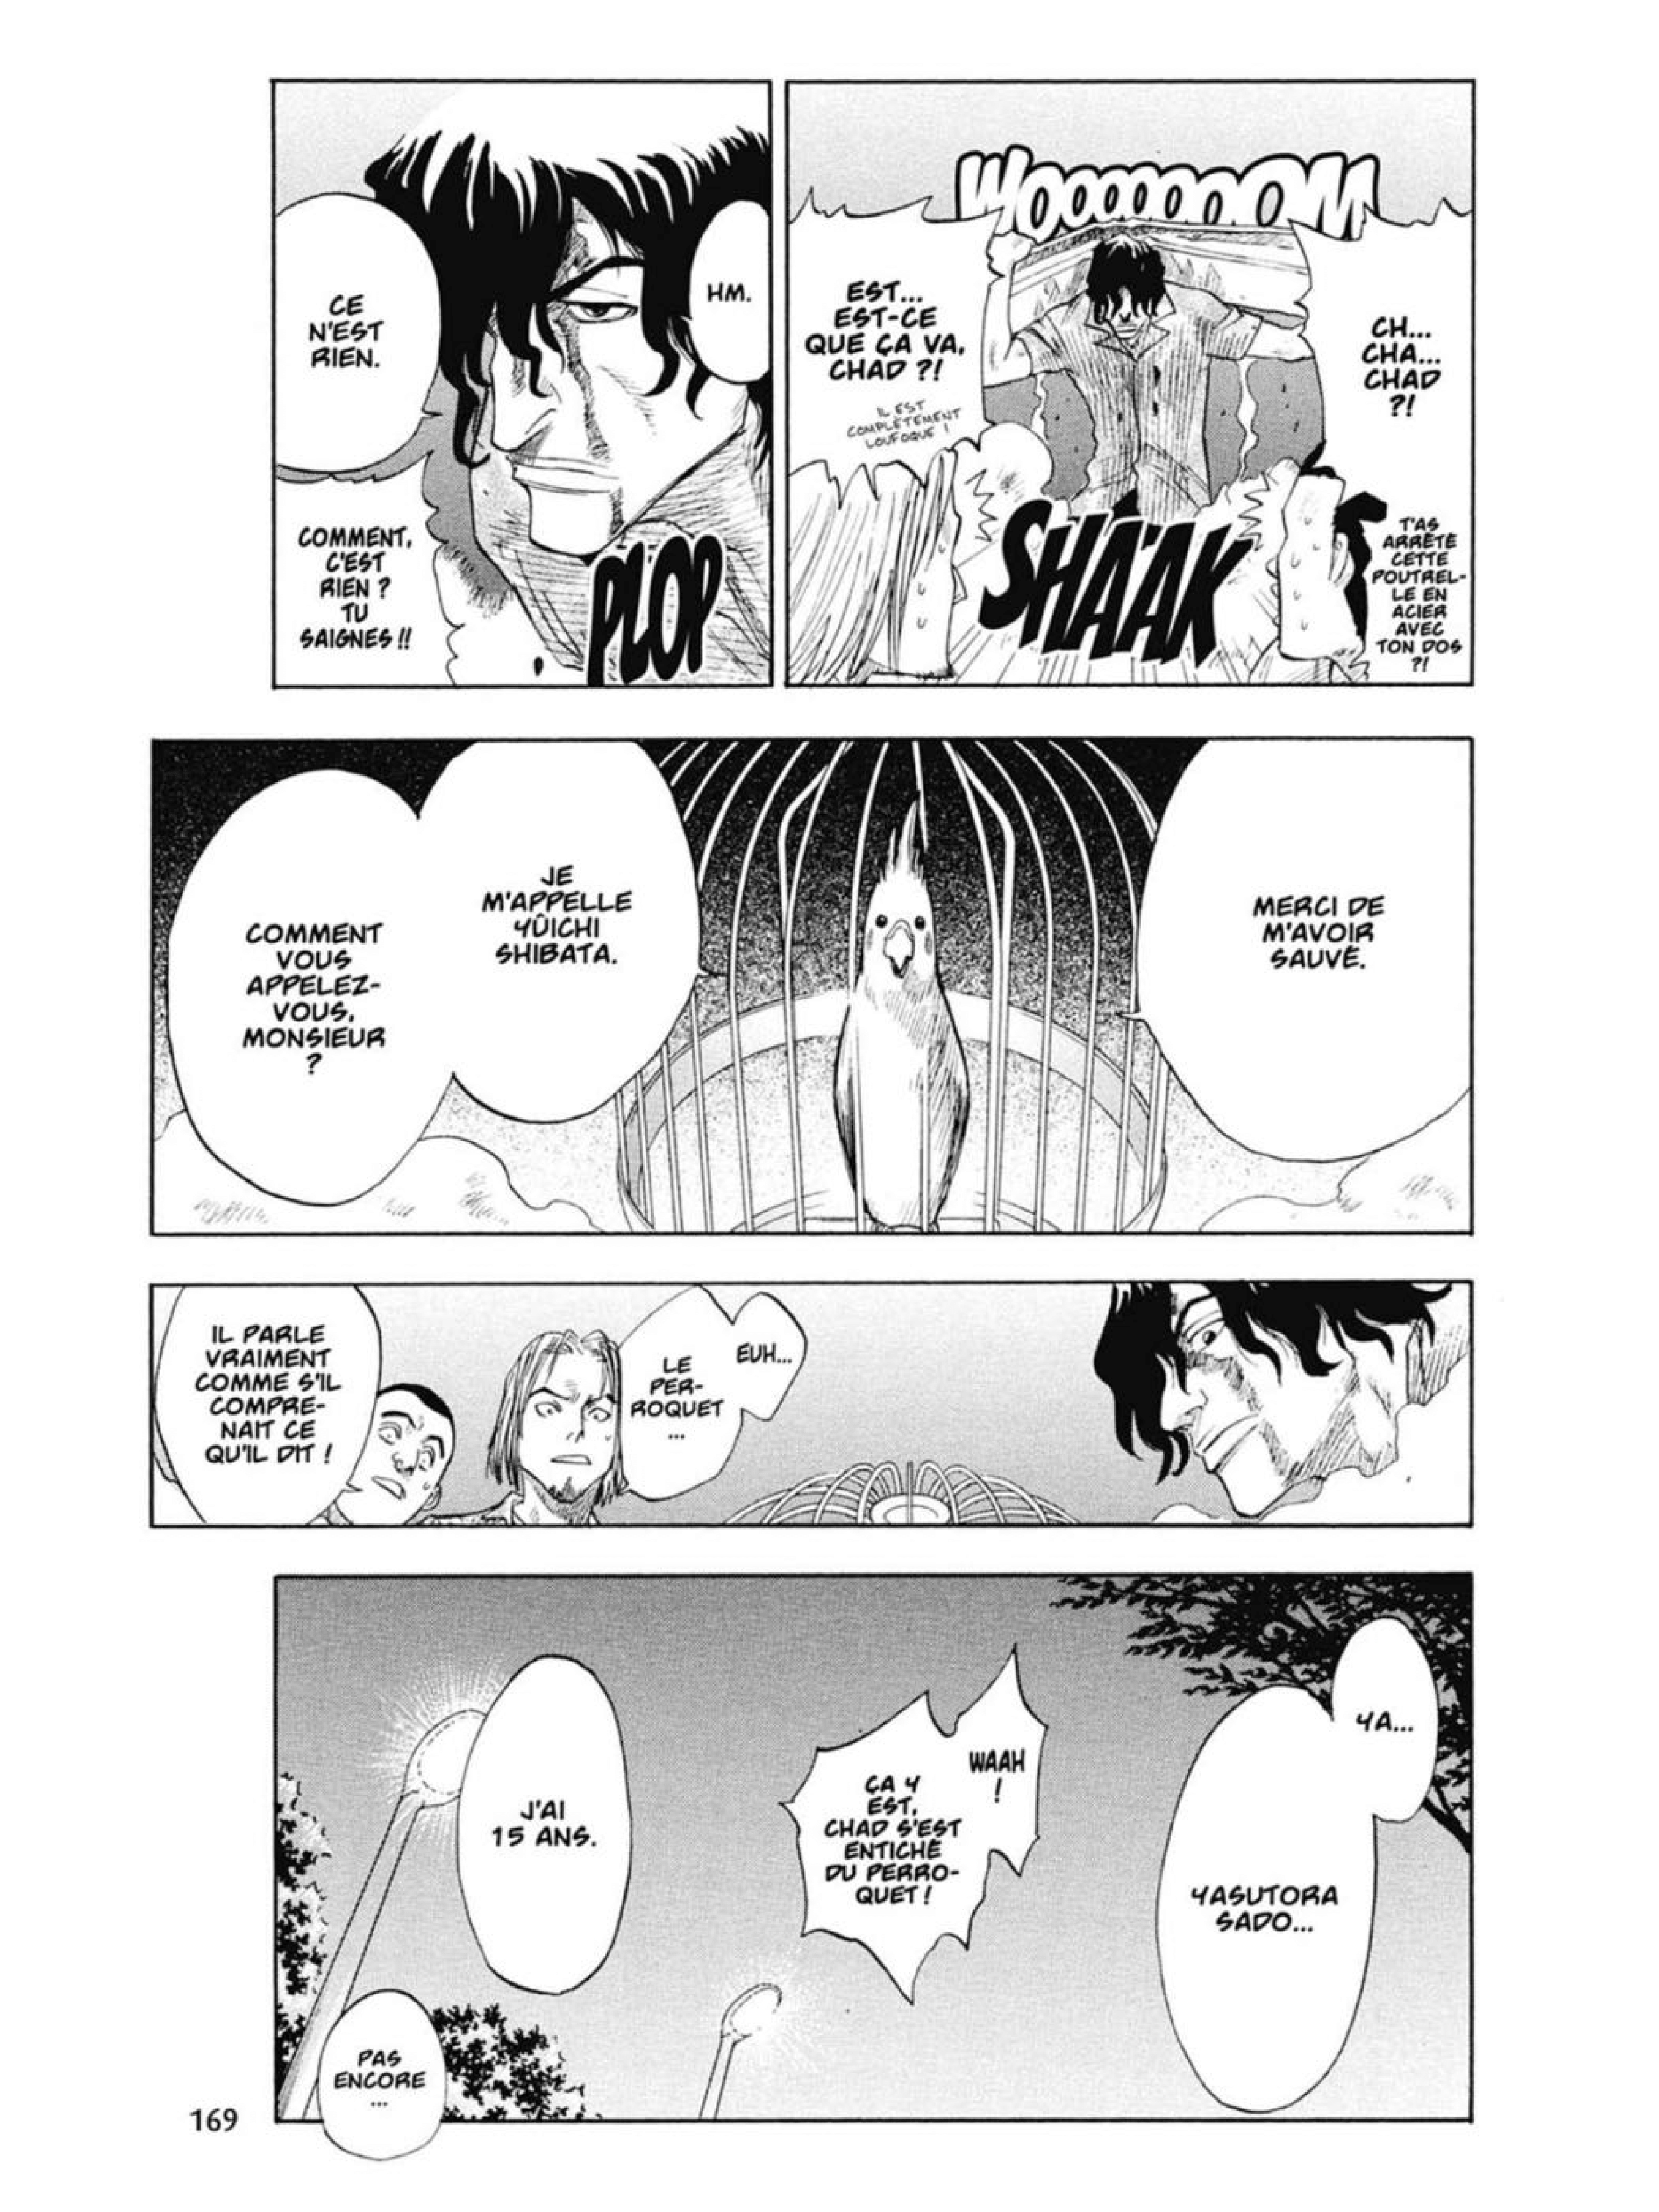 WOOOOOOOM
CH...
CHA...
CHAD
?!
EST...
EST-CE
QUE ÇA VA,
CHAD ?!
IL EST
COMPLÈTEMENT
LOUFOQUE !
T'AS
ARRÊTÉ
CETTE
POUTREL-
LE EN
ACIER
AVEC
TON DOS
?!
SHAAK
HM.
CE
N'EST
RIEN.
COMMENT,
C'EST
RIEN ?
TU
SAIGNES !!
PLOP
MERCI DE
M'AVOIR
SAUVÉ.
JE
M'APPELLE
YÛICHI
SHIBATA.
COMMENT
VOUS
APPELEZ-
VOUS,
MONSIEUR
?
EUH...
LE
PER-
ROQUET
...
IL PARLE
VRAIMENT
COMME S'IL
COMPRE-
NAIT CE
QU'IL DIT !
YA...
YASUTORA
SADO...
WAAH
!
ÇA Y
EST,
CHAD S'EST
ENTICHÉ
DU PERRO-
QUET !
J'AI
15 ANS.
PAS
ENCORE
...
169